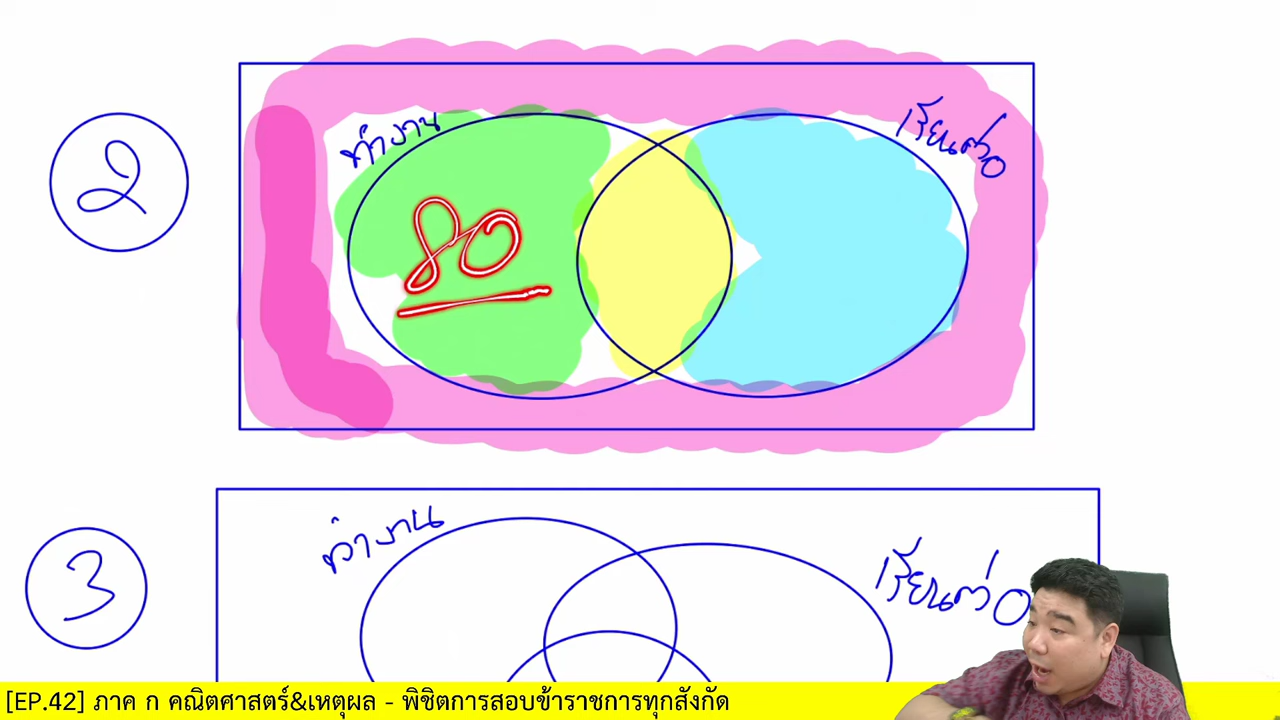 2
ทำงาน
เรียนต่อ
80
3
ทำงาน
เรียนต่อ
[EP.42] ภาค ก คณิตศาสตร์&เหตุผล - พิชิตการสอบข้าราชการทุกสังกัด